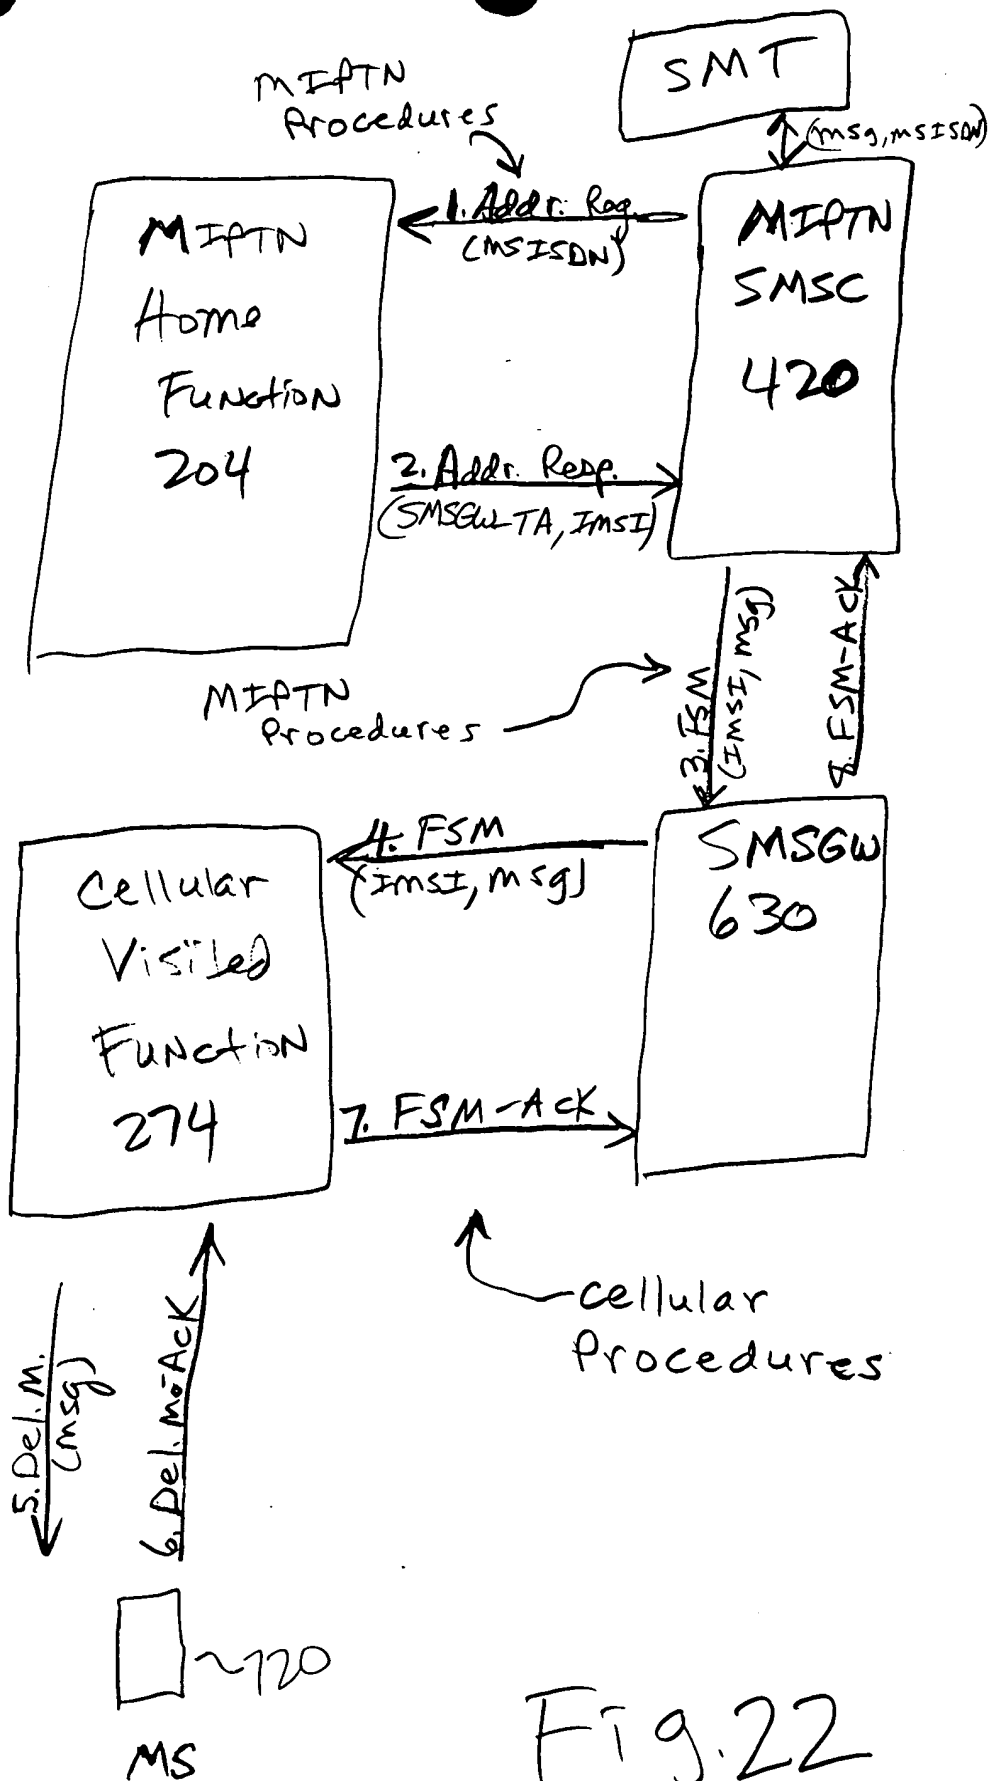 SMT
(msg, MSISDN)
MIPTN
Procedures
1. Addr. Req.
(MSISDN)
MIPTN
Home
Function
204
MIPTN
SMSC
420
2. Addr. Resp.
(SMSGW-TA, IMSI)
MIPTN
Procedures
3. FSM
(IMSI, msg)
8. FSM-Ack
4. FSM
(IMSI, msg)
SMSGW
630
Cellular
Visited
Function
274
7. FSM-Ack
Cellular
Procedures
5. Del. M.
(msg)
6. Del. M.-Ack
120
MS
Fig. 22